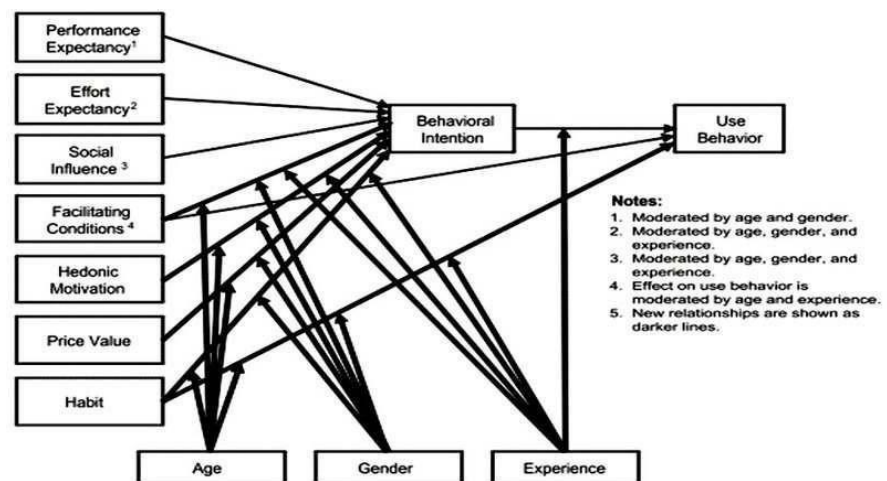 Performance
Expectancy¹
Effort
Expectancy²
Social
Influence ³
Facilitating
Conditions ⁴
Hedonic
Motivation
Price Value
Habit
Behavioral
Intention
Use
Behavior
Notes:
1. Moderated by age and gender.
2. Moderated by age, gender, and
experience.
3. Moderated by age, gender, and
experience.
4. Effect on use behavior is
moderated by age and experience.
5. New relationships are shown as
darker lines.
Age
Gender
Experience